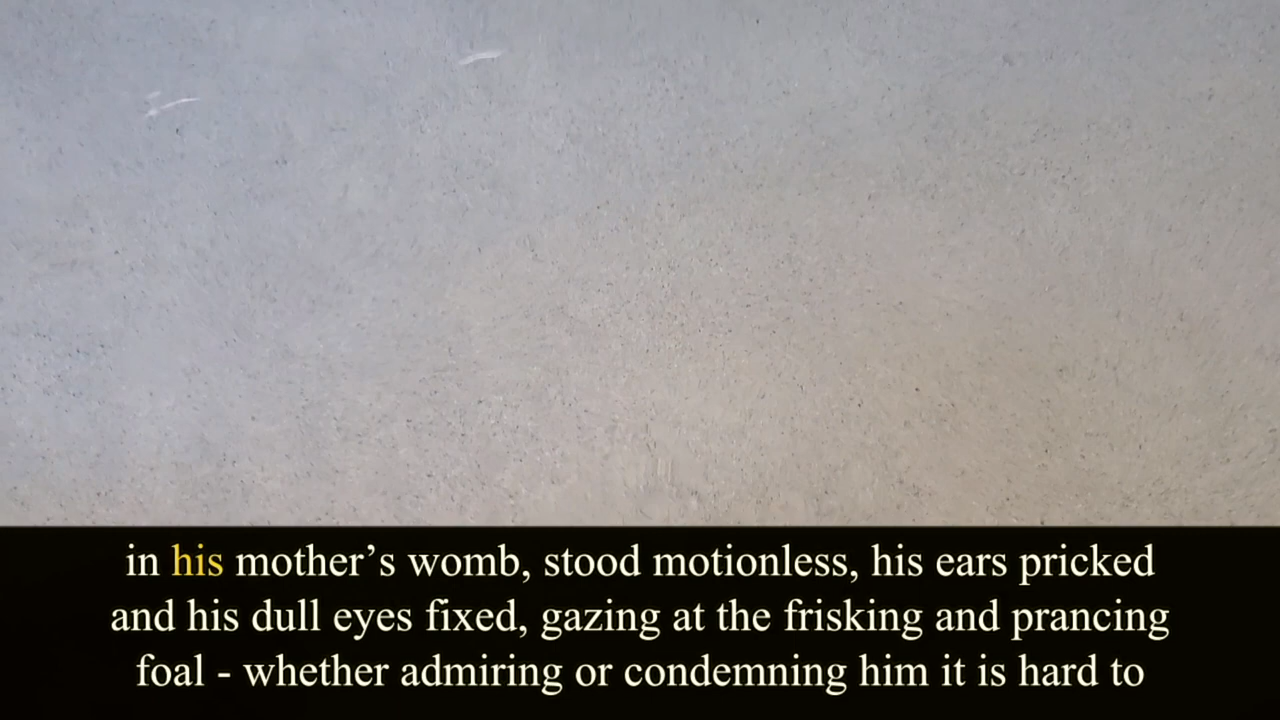 in his mother’s womb, stood motionless, his ears pricked
and his dull eyes fixed, gazing at the frisking and prancing
foal - whether admiring or condemning him it is hard to